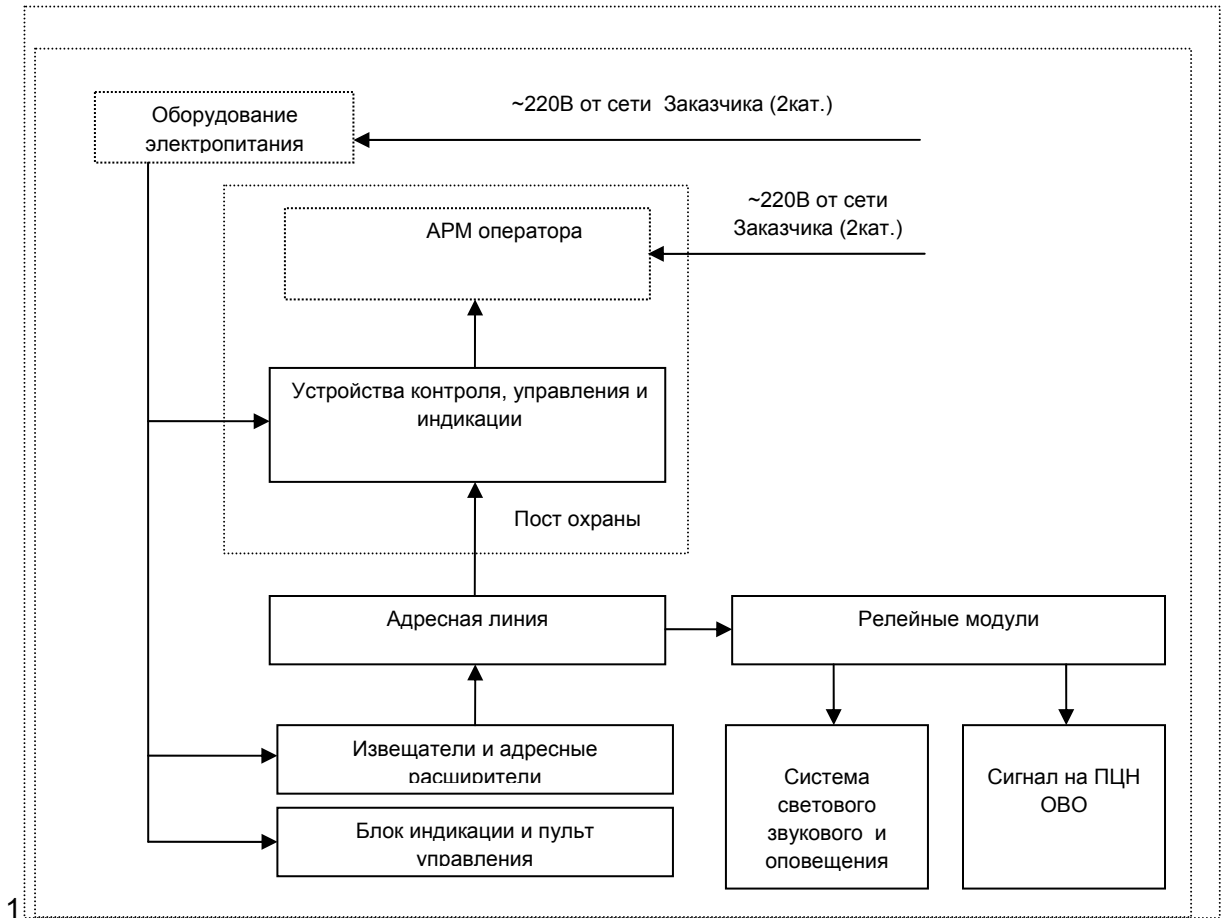 ~220В от сети Заказчика (2кат.)
Оборудование
электропитания
~220В от сети
Заказчика (2кат.)
АРМ оператора
Устройства контроля, управления и
индикации
Пост охраны
Адресная линия
Релейные модули
Извещатели и адресные
расширители
Система
светового
звукового и
оповещения
Сигнал на ПЦН
ОВО
Блок индикации и пульт
управления
1